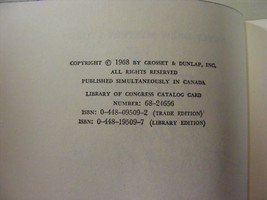 COPYRIGHT © 1968 BY GROSSET & DUNLAP, INC.
ALL RIGHTS RESERVED
PUBLISHED SIMULTANEOUSLY IN CANADA
LIBRARY OF CONGRESS CATALOG CARD
NUMBER: 68-24656
ISBN: 0-448-09509-2 (TRADE EDITION)
ISBN: 0-448-19509-7 (LIBRARY EDITION)